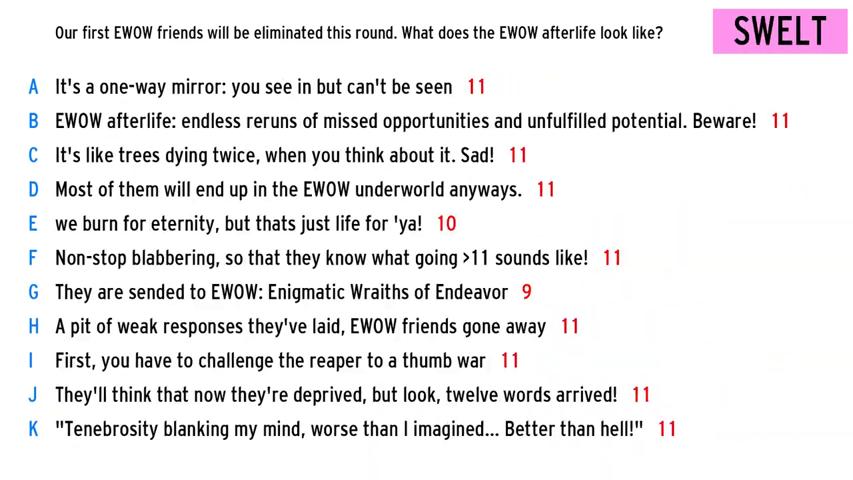 Our first EWOW friends will be eliminated this round. What does the EWOW afterlife look like?
SWELT
A It's a one-way mirror: you see in but can't be seen 11
B EWOW afterlife: endless reruns of missed opportunities and unfulfilled potential. Beware! 11
C It's like trees dying twice, when you think about it. Sad! 11
D Most of them will end up in the EWOW underworld anyways. 11
E we burn for eternity, but thats just life for 'ya! 10
F Non-stop blabbering, so that they know what going >11 sounds like! 11
G They are sended to EWOW: Enigmatic Wraiths of Endeavor 9
H A pit of weak responses they've laid, EWOW friends gone away 11
I First, you have to challenge the reaper to a thumb war 11
J They'll think that now they're deprived, but look, twelve words arrived! 11
K "Tenebrosity blanking my mind, worse than I imagined... Better than hell!" 11